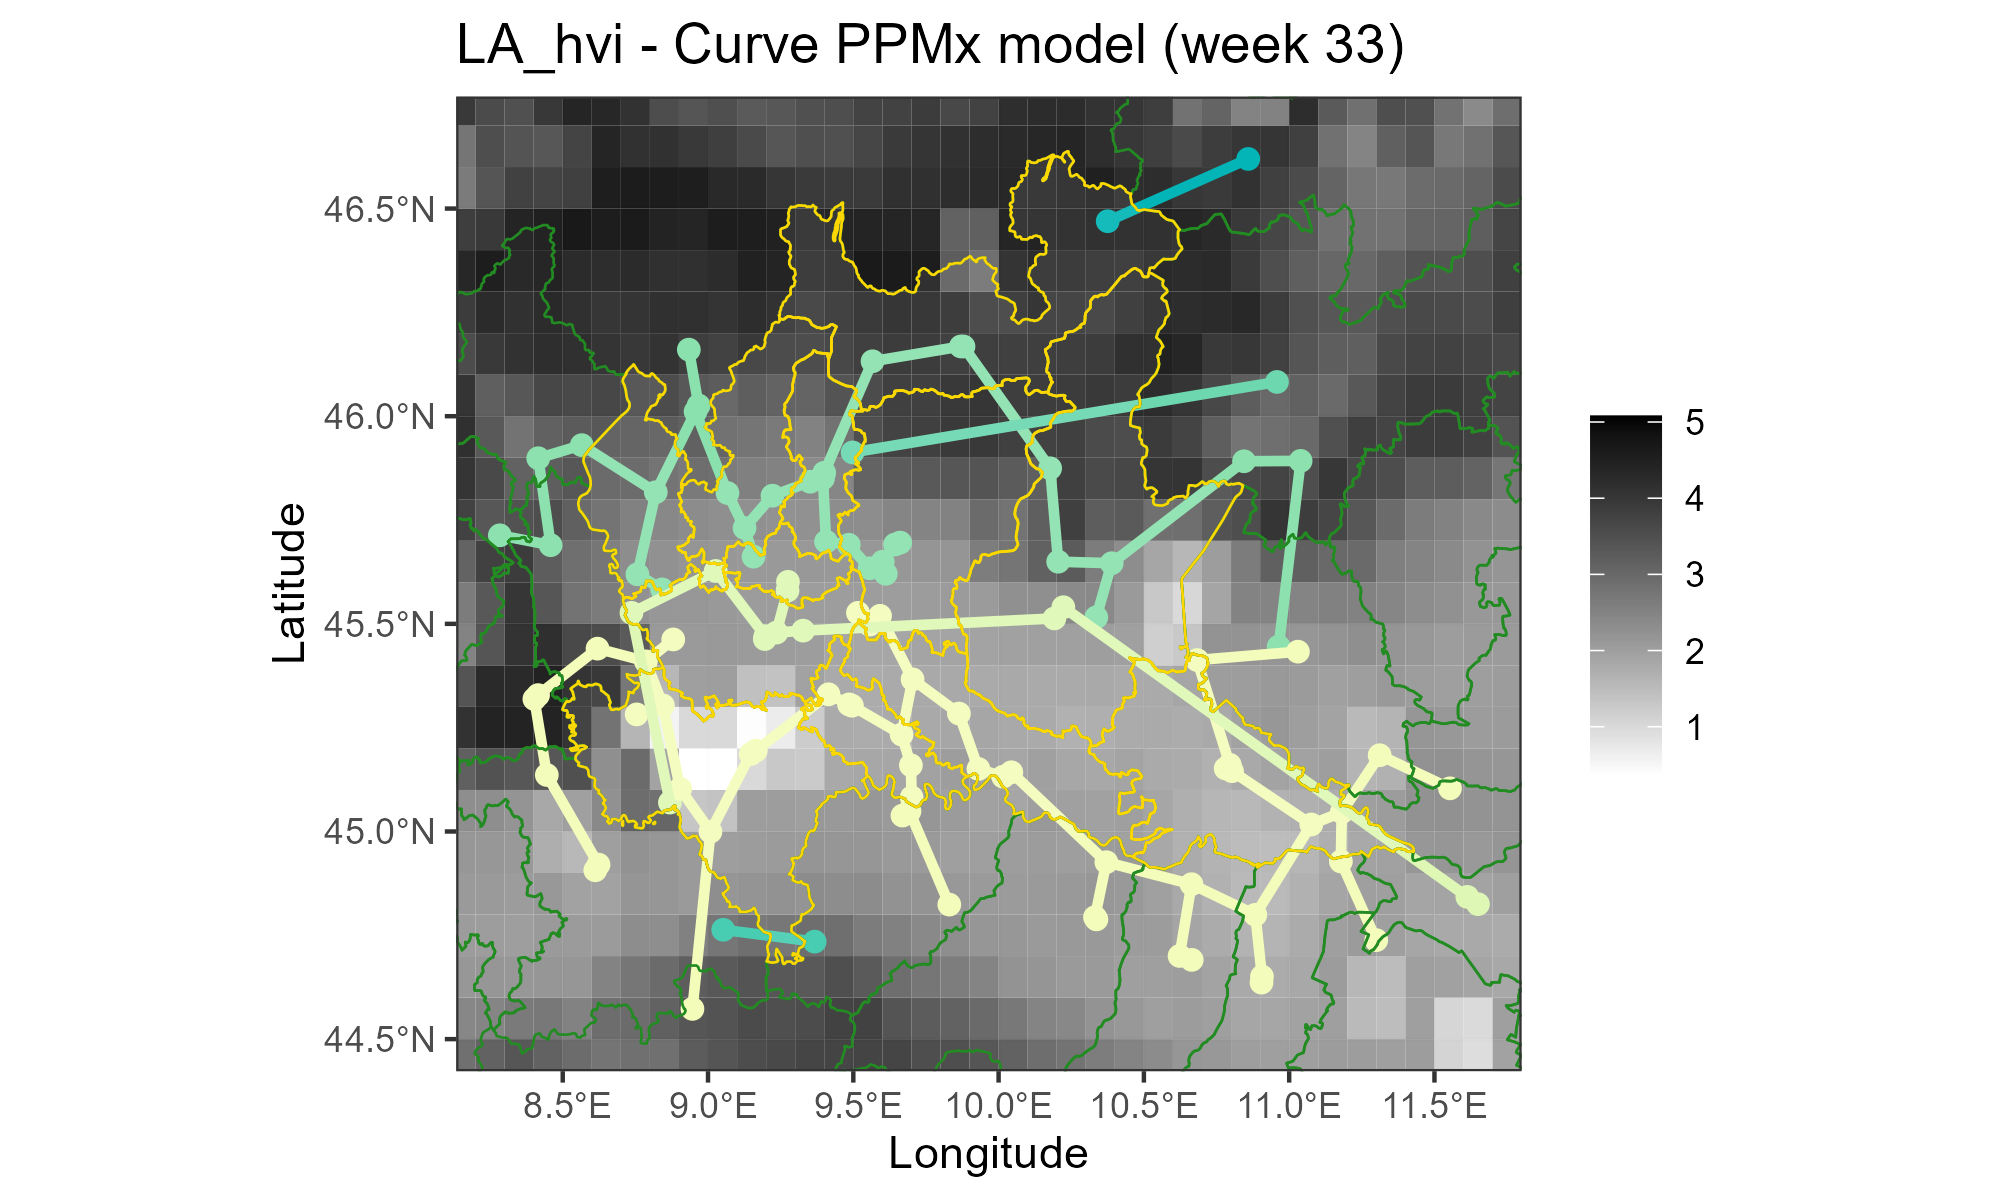 LA_hvi - Curve PPMx model (week 33)
46.5°N
46.0°N
45.5°N
45.0°N
44.5°N
Latitude
8.5°E 9.0°E 9.5°E 10.0°E 10.5°E 11.0°E 11.5°E
Longitude
5
4
3
2
1